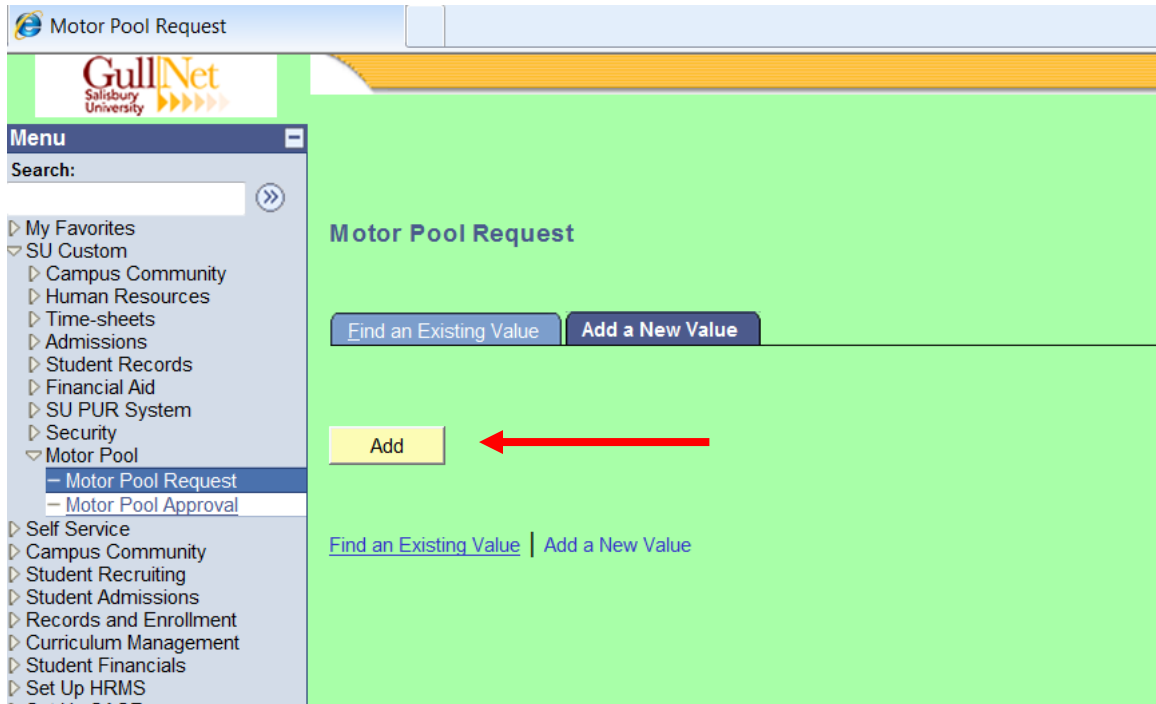 Motor Pool Request
GullNet
Salisbury
University
Menu
Search:
My Favorites
SU Custom
Campus Community
Human Resources
Time-sheets
Admissions
Student Records
Financial Aid
SU PUR System
Security
Motor Pool
Motor Pool Request
Motor Pool Approval
Self Service
Campus Community
Student Recruiting
Student Admissions
Records and Enrollment
Curriculum Management
Student Financials
Set Up HRMS
Motor Pool Request
Find an Existing Value Add a New Value
Add
Find an Existing Value | Add a New Value